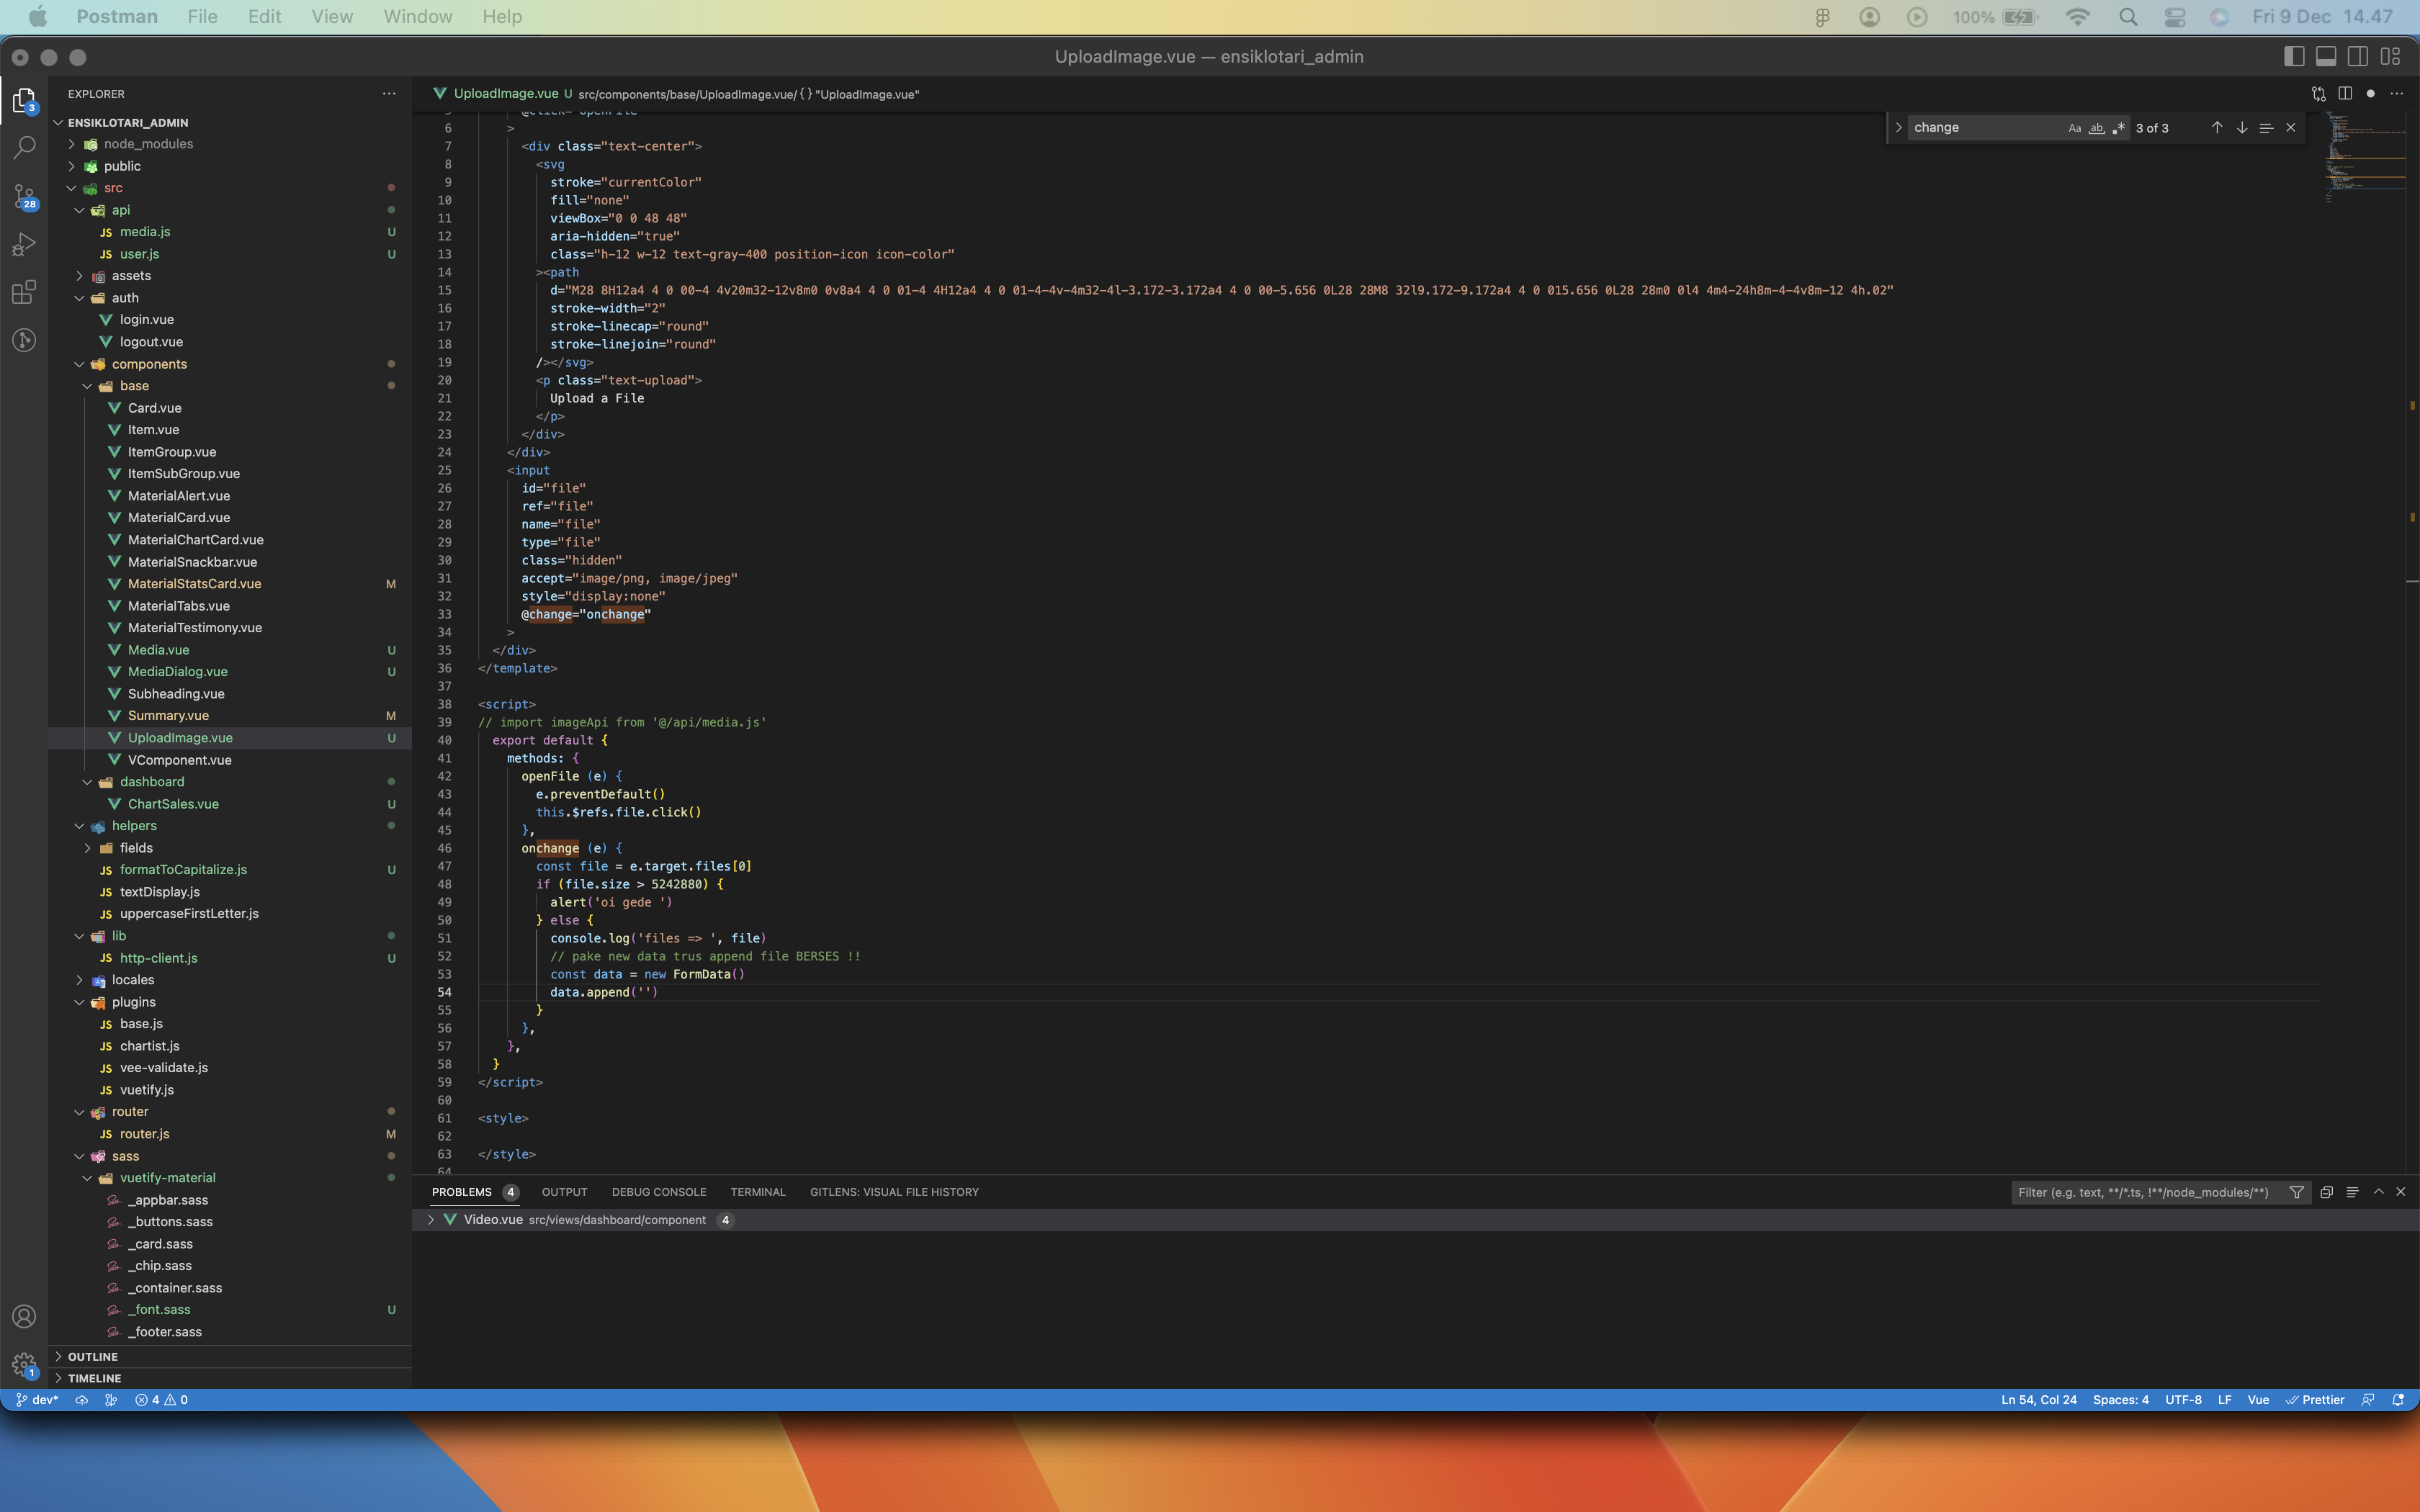 Postman File Edit View Window Help 100% Fri 9 Dec 14.47
UploadImage.vue — ensiklotari_admin
EXPLORER
ENSIKLOTARI_ADMIN
node_modules
public
src
api
media.js U
user.js U
assets
auth
login.vue
logout.vue
components
base
Card.vue
Item.vue
ItemGroup.vue
ItemSubGroup.vue
MaterialAlert.vue
MaterialCard.vue
MaterialChartCard.vue
MaterialSnackbar.vue
MaterialStatsCard.vue M
MaterialTabs.vue
MaterialTestimony.vue
Media.vue U
MediaDialog.vue U
Subheading.vue
Summary.vue M
UploadImage.vue U
VComponent.vue
dashboard
ChartSales.vue U
helpers
fields
formatToCapitalize.js U
textDisplay.js
uppercaseFirstLetter.js
lib
http-client.js U
locales
plugins
base.js
chartist.js
vee-validate.js
vuetify.js
router
router.js M
sass
vuetify-material
_appbar.sass
_buttons.sass
_card.sass
_chip.sass
_container.sass
_font.sass U
_footer.sass
OUTLINE
TIMELINE
3
28
1
UploadImage.vue U src/components/base/UploadImage.vue/ {} "UploadImage.vue"
change Aa ab .* 3 of 3
5 @click="openFile"
6 >
7 <div class="text-center">
8 <svg
9 stroke="currentColor"
10 fill="none"
11 viewBox="0 0 48 48"
12 aria-hidden="true"
13 class="h-12 w-12 text-gray-400 position-icon icon-color"
14 ><path
15 d="M28 8H12a4 4 0 00-4 4v20m32-12v8m0 0v8a4 4 0 01-4 4H12a4 4 0 01-4-4v-4m32-4l-3.172-3.172a4 4 0 00-5.656 0L28 28M8 32l9.172-9.172a4 4 0 015.656 0L28 28m0 0l4 4m4-24h8m-4-4v8m-12 4h.02"
16 stroke-width="2"
17 stroke-linecap="round"
18 stroke-linejoin="round"
19 /></svg>
20 <p class="text-upload">
21 Upload a File
22 </p>
23 </div>
24 </div>
25 <input
26 id="file"
27 ref="file"
28 name="file"
29 type="file"
30 class="hidden"
31 accept="image/png, image/jpeg"
32 style="display:none"
33 @change="onchange"
34 >
35 </div>
36 </template>
37
38 <script>
39 // import imageApi from '@/api/media.js'
40 export default {
41 methods: {
42 openFile (e) {
43 e.preventDefault()
44 this.$refs.file.click()
45 },
46 onchange (e) {
47 const file = e.target.files[0]
48 if (file.size > 5242880) {
49 alert('oi gede ')
50 } else {
51 console.log('files => ', file)
52 // pake new data trus append file BERSES !!
53 const data = new FormData()
54 data.append('')
55 }
56 },
57 },
58 }
59 </script>
60
61 <style>
62
63 </style>
64
PROBLEMS 4 OUTPUT DEBUG CONSOLE TERMINAL GITLENS: VISUAL FILE HISTORY Filter (e.g. text, **/*.ts, !**/node_modules/**)
Video.vue src/views/dashboard/component 4
dev* 4 0 Ln 54, Col 24 Spaces: 4 UTF-8 LF Vue Prettier